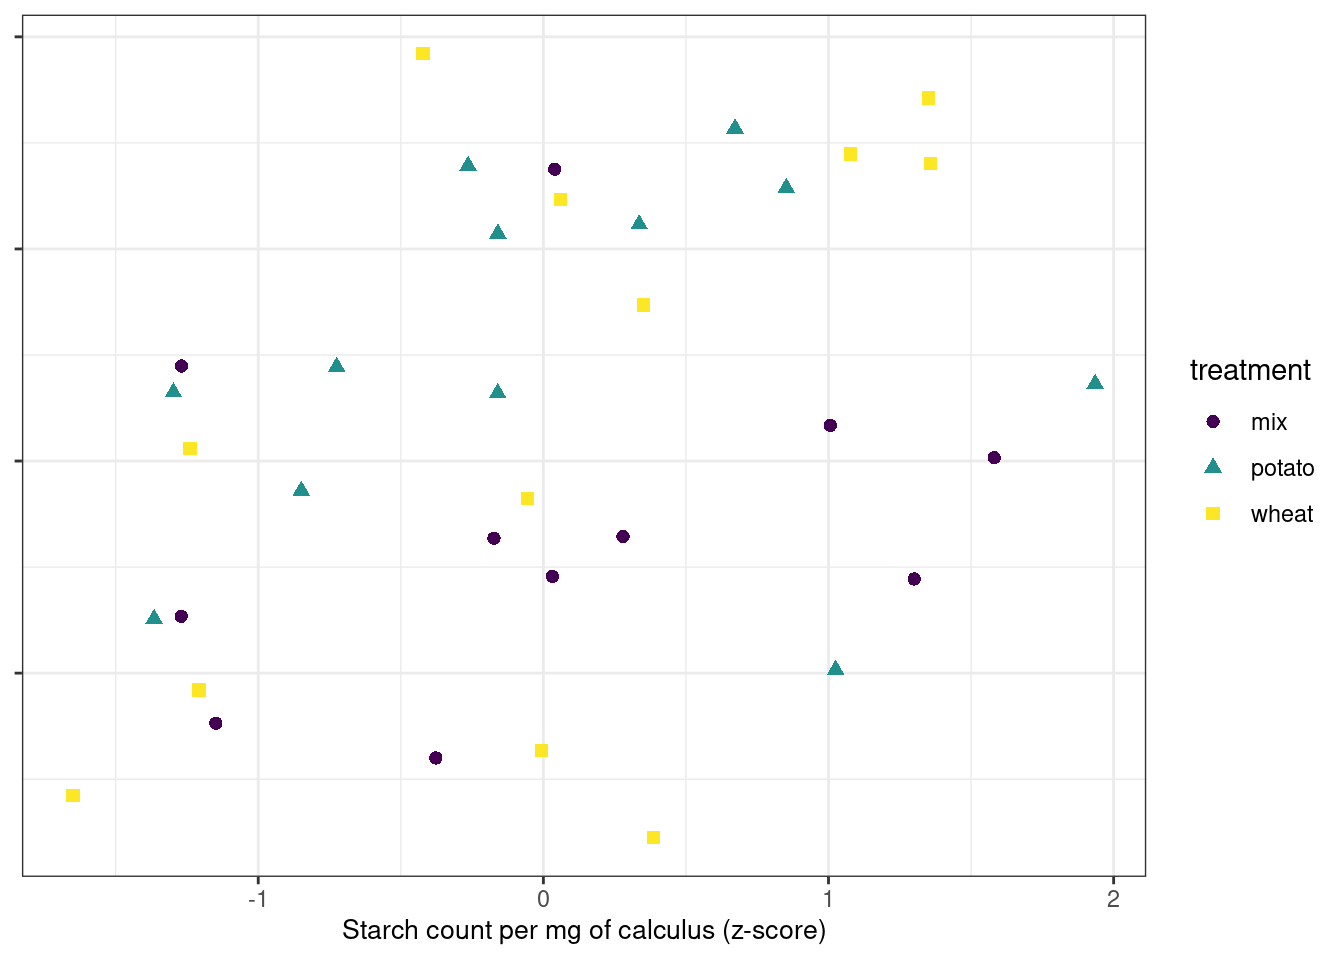 treatment
mix
potato
wheat
-1 0 1 2
Starch count per mg of calculus (z-score)